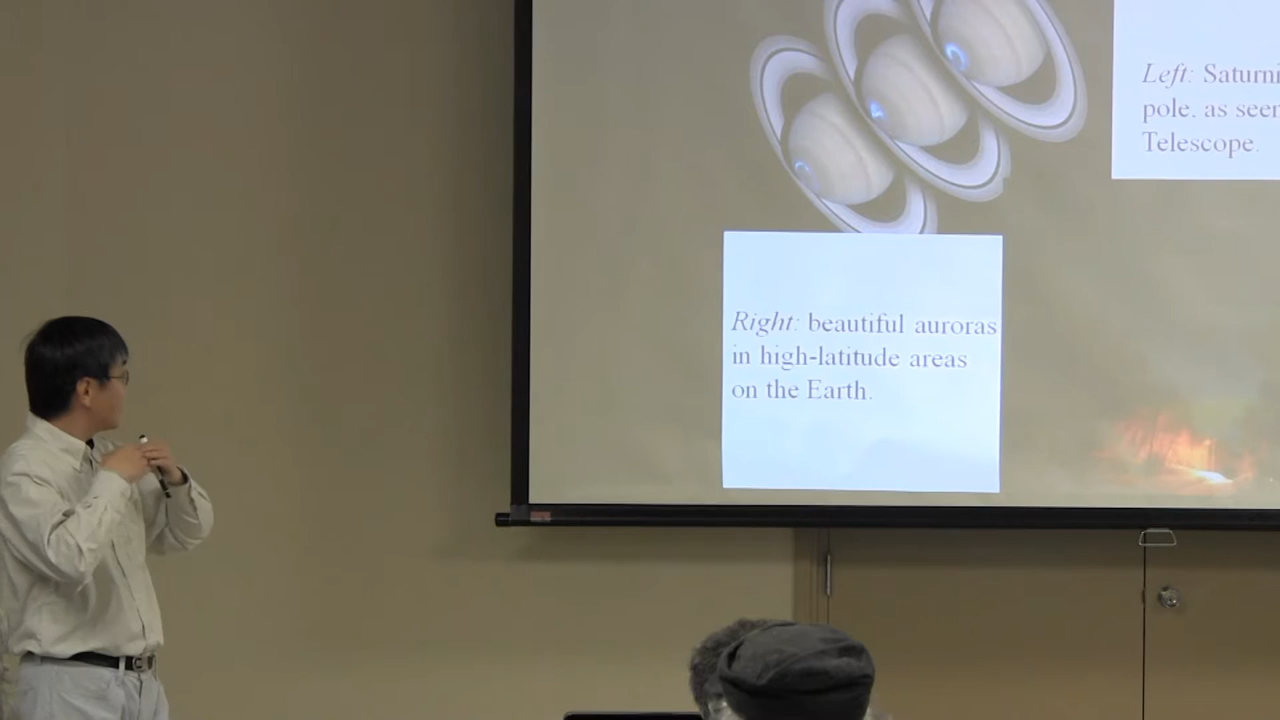 Left: Saturni
pole, as seen
Telescope.
Right: beautiful auroras
in high-latitude areas
on the Earth.